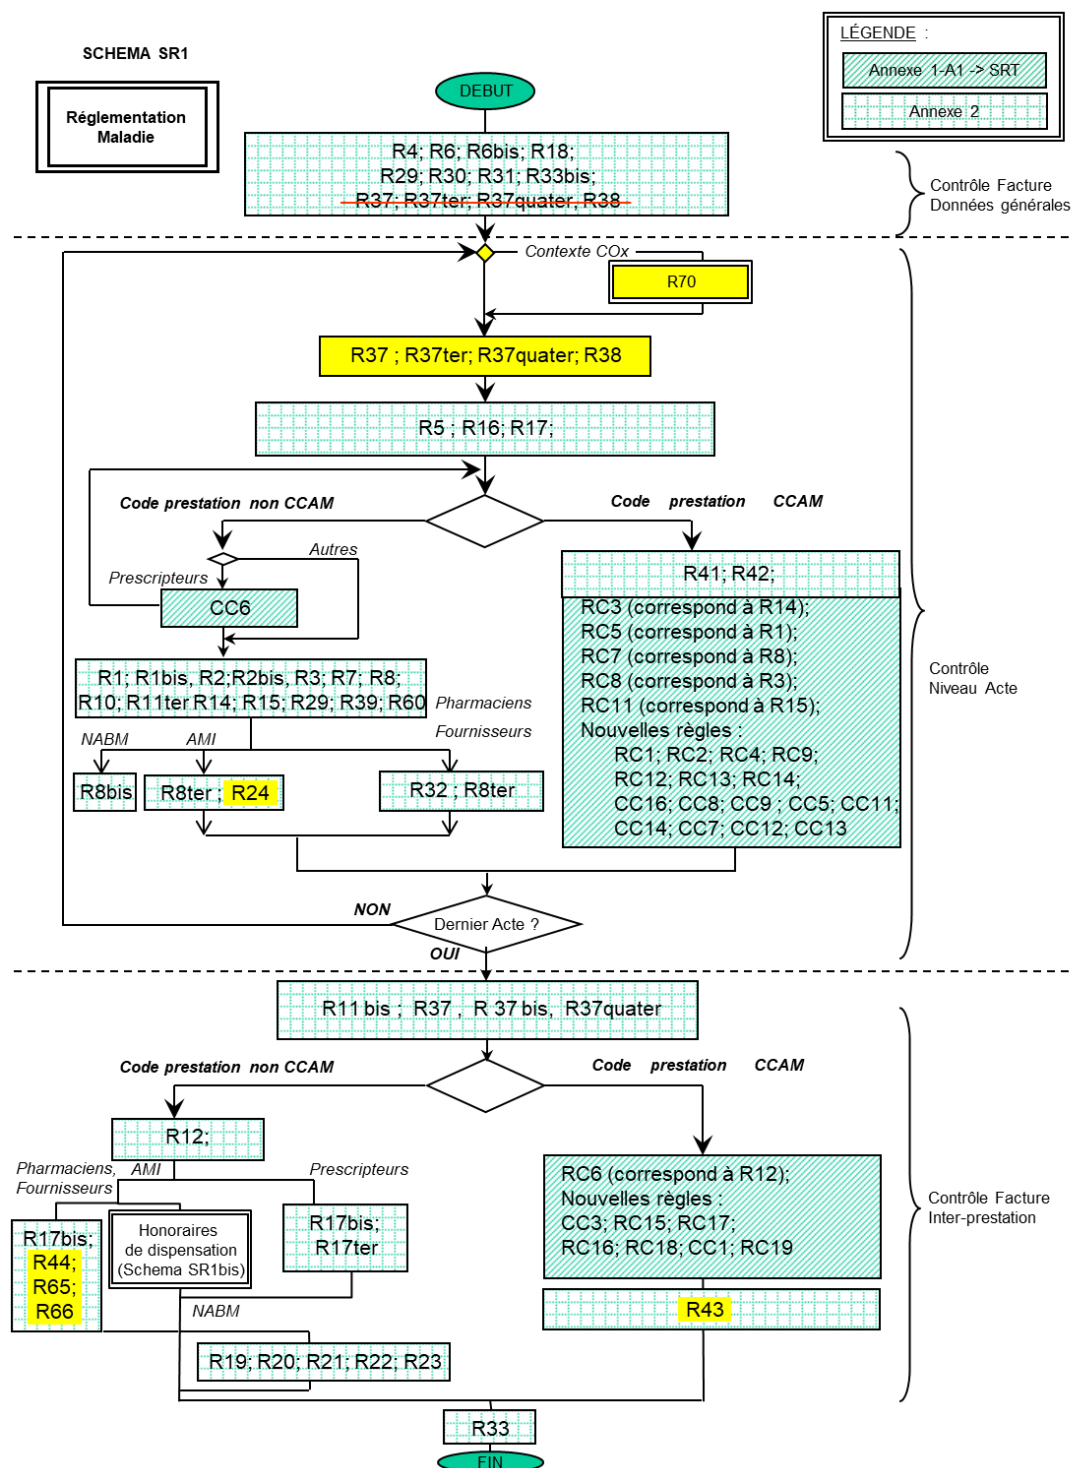 SCHEMA SR1
Réglementation
Maladie
LÉGENDE :
Annexe 1-A1 -> SRT
Annexe 2
DEBUT
R4; R6; R6bis; R18;
R29; R30; R31; R33bis;
R37; R37ter; R37quater, R38
Contrôle Facture
Données générales
Contexte COx
R70
R37 ; R37ter; R37quater; R38
R5 ; R16; R17;
Code prestation non CCAM
Code prestation CCAM
Autres
Prescripteurs
CC6
R41; R42;
RC3 (correspond à R14);
RC5 (correspond à R1);
RC7 (correspond à R8);
RC8 (correspond à R3);
RC11 (correspond à R15);
Nouvelles règles :
RC1; RC2; RC4; RC9;
RC12; RC13; RC14;
CC16; CC8; CC9 ; CC5; CC11;
CC14; CC7; CC12; CC13
Contrôle
Niveau Acte
R1; R1bis, R2;R2bis, R3; R7; R8;
R10; R11ter R14; R15; R29; R39; R60
Pharmaciens
Fournisseurs
NABM
AMI
R8bis
R8ter ; R24
R32 ; R8ter
NON
Dernier Acte ?
OUI
R11 bis ; R37 , R 37 bis, R37quater
Code prestation non CCAM
Code prestation CCAM
R12;
Pharmaciens,
Fournisseurs
AMI
Prescripteurs
R17bis;
R44;
R65;
R66
Honoraires
de dispensation
(Schema SR1bis)
R17bis;
R17ter
NABM
R19; R20; R21; R22; R23
RC6 (correspond à R12);
Nouvelles règles :
CC3; RC15; RC17;
RC16; RC18; CC1; RC19
R43
Contrôle Facture
Inter-prestation
R33
FIN